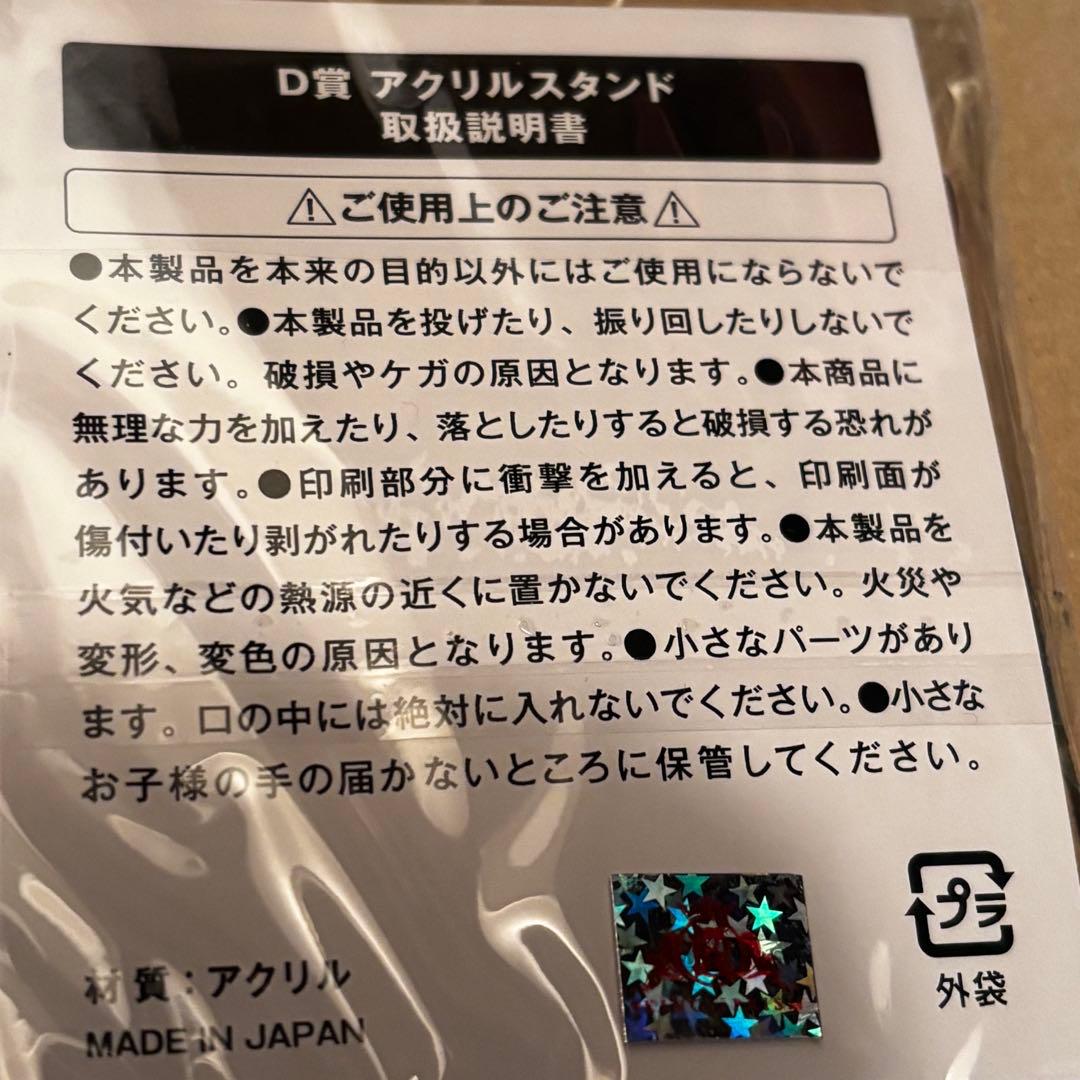 D賞 アクリルスタンド
取扱説明書
⚠ご使用上のご注意⚠
●本製品を本来の目的以外にはご使用にならないで
ください。●本製品を投げたり、振り回したりしないで
ください。破損やケガの原因となります。●本商品に
無理な力を加えたり、落としたりすると破損する恐れが
あります。●印刷部分に衝撃を加えると、印刷面が
傷付いたり剥がれたりする場合があります。●本製品を
火気などの熱源の近くに置かないでください。火災や
変形、変色の原因となります。●小さなパーツがあり
ます。口の中には絶対に入れないでください。●小さな
お子様の手の届かないところに保管してください。
プラ
外袋
材質：アクリル
MADE IN JAPAN